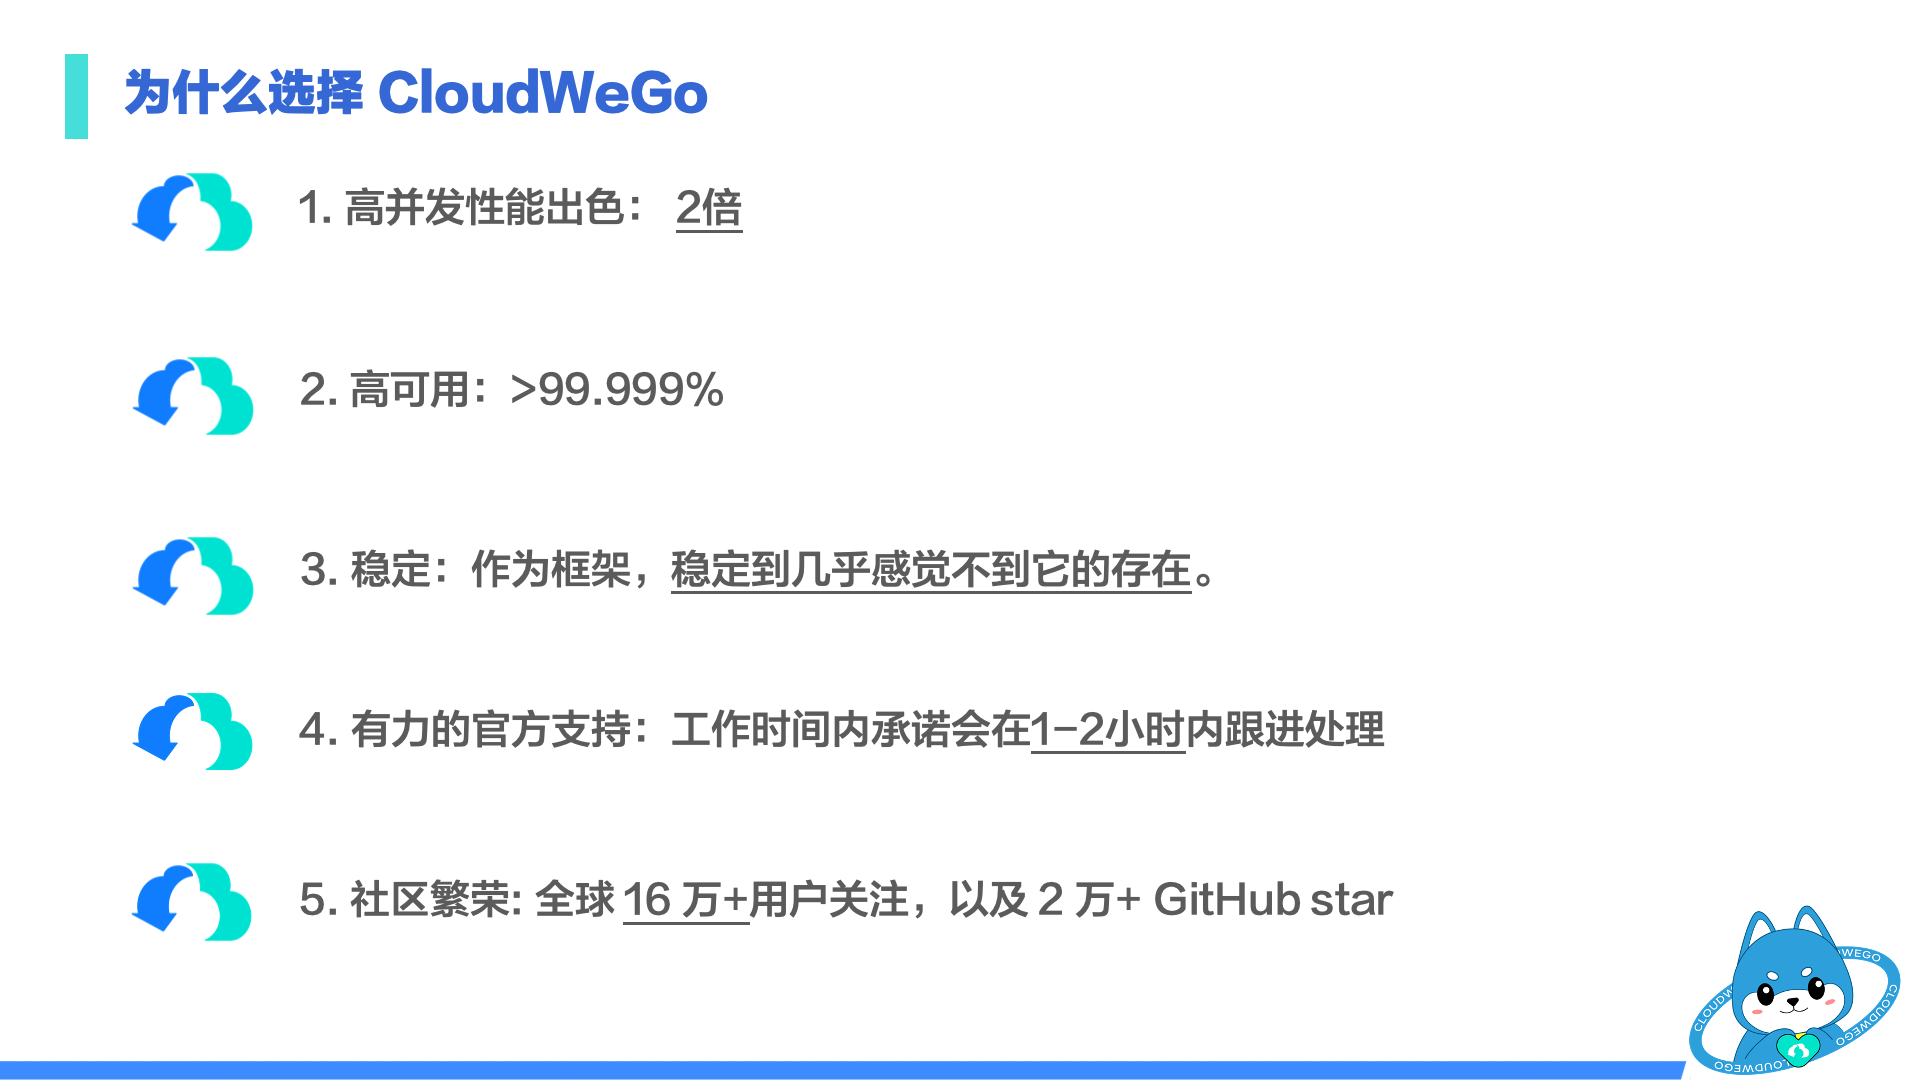 为什么选择 CloudWeGo
1. 高并发性能出色： 2倍
2. 高可用：>99.999%
3. 稳定：作为框架，稳定到几乎感觉不到它的存在。
4. 有力的官方支持：工作时间内承诺会在1-2小时内跟进处理
5. 社区繁荣: 全球 16 万+用户关注，以及 2 万+ GitHub star
CLOUDWEGO
CLOUDWEGO
CLOUDWEGO